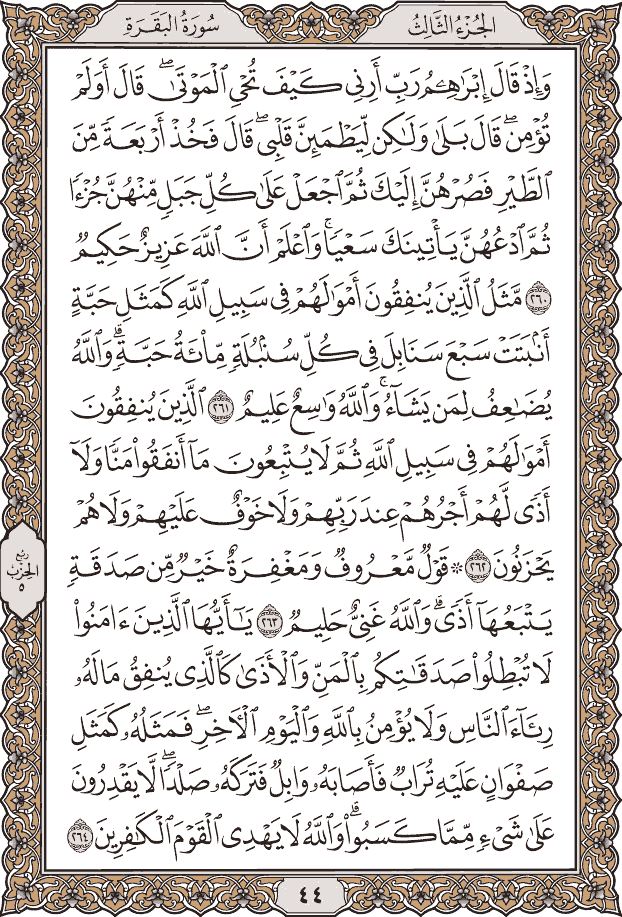 الجزء الثالث
سورة البقرة
وَإِذْ قَالَ إِبْرَٰهِـۧمُ رَبِّ أَرِنِى كَيْفَ تُحْىِ ٱلْمَوْتَىٰ ۖ قَالَ أَوَلَمْ
تُؤْمِن ۖ قَالَ بَلَىٰ وَلَٰكِن لِّيَطْمَئِنَّ قَلْبِى ۖ قَالَ فَخُذْ أَرْبَعَةً مِّنَ
ٱلطَّيْرِ فَصُرْهُنَّ إِلَيْكَ ثُمَّ ٱجْعَلْ عَلَىٰ كُلِّ جَبَلٍ مِّنْهُنَّ جُزْءًا
ثُمَّ ٱدْعُهُنَّ يَأْتِينَكَ سَعْيًا ۚ وَٱعْلَمْ أَنَّ ٱللَّهَ عَزِيزٌ حَكِيمٌ
٢٦٠ مَّثَلُ ٱلَّذِينَ يُنفِقُونَ أَمْوَٰلَهُمْ فِى سَبِيلِ ٱللَّهِ كَمَثَلِ حَبَّةٍ
أَنۢبَتَتْ سَبْعَ سَنَابِلَ فِى كُلِّ سُنۢبُلَةٍ مِّا۟ئَةُ حَبَّةٍ ۗ وَٱللَّهُ
يُضَٰعِفُ لِمَن يَشَآءُ ۚ وَٱللَّهُ وَٰسِعٌ عَلِيمٌ ٢٦١ ٱلَّذِينَ يُنفِقُونَ
أَمْوَٰلَهُمْ فِى سَبِيلِ ٱللَّهِ ثُمَّ لَا يُتْبِعُونَ مَآ أَنفَقُوا۟ مَنًّا وَلَآ
أَذًى لَّهُمْ أَجْرُهُمْ عِندَ رَبِّهِمْ وَلَا خَوْفٌ عَلَيْهِمْ وَلَا هُمْ
يَحْزَنُونَ ٢٦٢ ۞ قَوْلٌ مَّعْرُوفٌ وَمَغْفِرَةٌ خَيْرٌ مِّن صَدَقَةٍ
يَتْبَعُهَآ أَذًى ۗ وَٱللَّهُ غَنِىٌّ حَلِيمٌ ٢٦٣ يَٰٓأَيُّهَا ٱلَّذِينَ ءَامَنُوا۟
لَا تُبْطِلُوا۟ صَدَقَٰتِكُم بِٱلْمَنِّ وَٱلْأَذَىٰ كَٱلَّذِى يُنفِقُ مَالَهُۥ
رِئَآءَ ٱلنَّاسِ وَلَا يُؤْمِنُ بِٱللَّهِ وَٱلْيَوْمِ ٱلْءَاخِرِ ۖ فَمَثَلُهُۥ كَمَثَلِ
صَفْوَانٍ عَلَيْهِ تُرَابٌ فَأَصَابَهُۥ وَابِلٌ فَتَرَكَهُۥ صَلْدًا ۖ لَّا يَقْدِرُونَ
عَلَىٰ شَىْءٍ مِّمَّا كَسَبُوا۟ ۗ وَٱللَّهُ لَا يَهْدِى ٱلْقَوْمَ ٱلْكَٰفِرِينَ ٢٦٤
ربع
الحزب
٥
٤٤